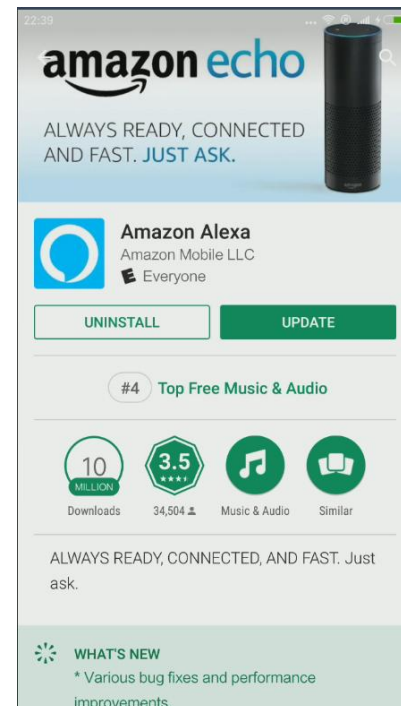 22:39
amazon echo
ALWAYS READY, CONNECTED
AND FAST. JUST ASK.
amazon
Amazon Alexa
Amazon Mobile LLC
E Everyone
UNINSTALL
UPDATE
#4 Top Free Music & Audio
10
MILLION
Downloads
3.5
34,504
Music & Audio
Similar
ALWAYS READY, CONNECTED, AND FAST. Just
ask.
WHAT'S NEW
* Various bug fixes and performance
improvements.